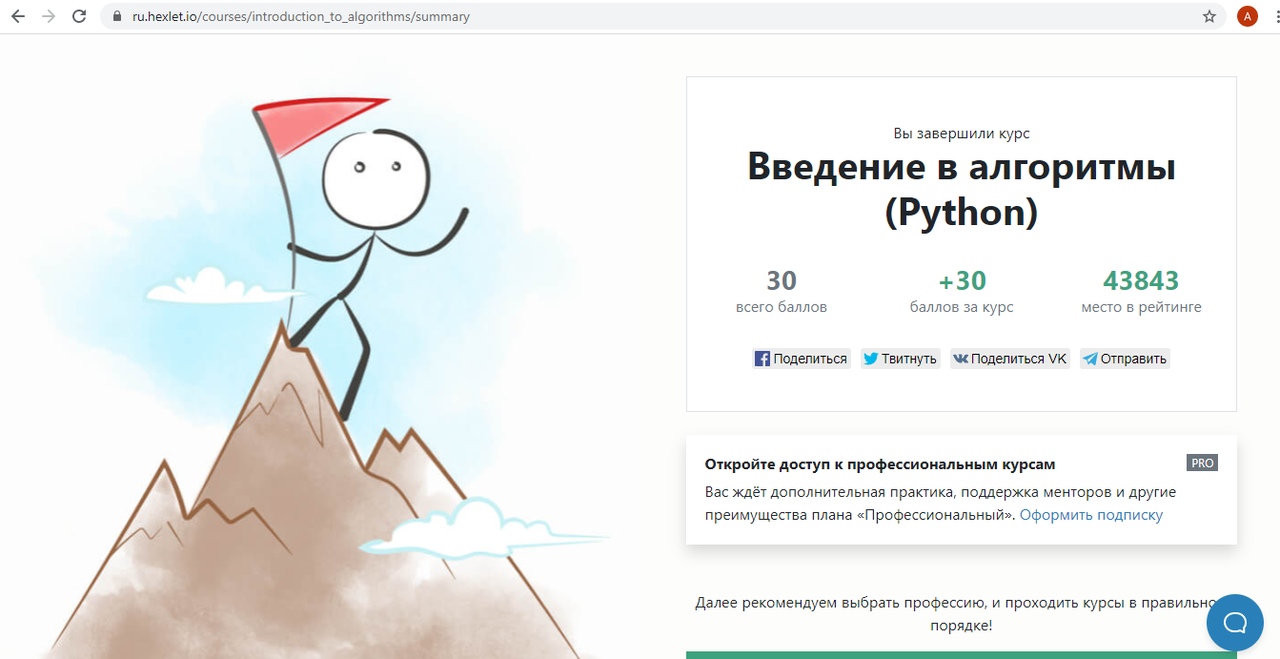 ru.hexlet.io/courses/introduction_to_algorithms/summary
A
Вы завершили курс
Введение в алгоритмы
(Python)
30
всего баллов
+30
баллов за курс
43843
место в рейтинге
Поделиться
Твитнуть
Поделиться VK
Отправить
Откройте доступ к профессиональным курсам
PRO
Вас ждёт дополнительная практика, поддержка менторов и другие
преимущества плана «Профессиональный». Оформить подписку
Далее рекомендуем выбрать профессию, и проходить курсы в правильно
порядке!